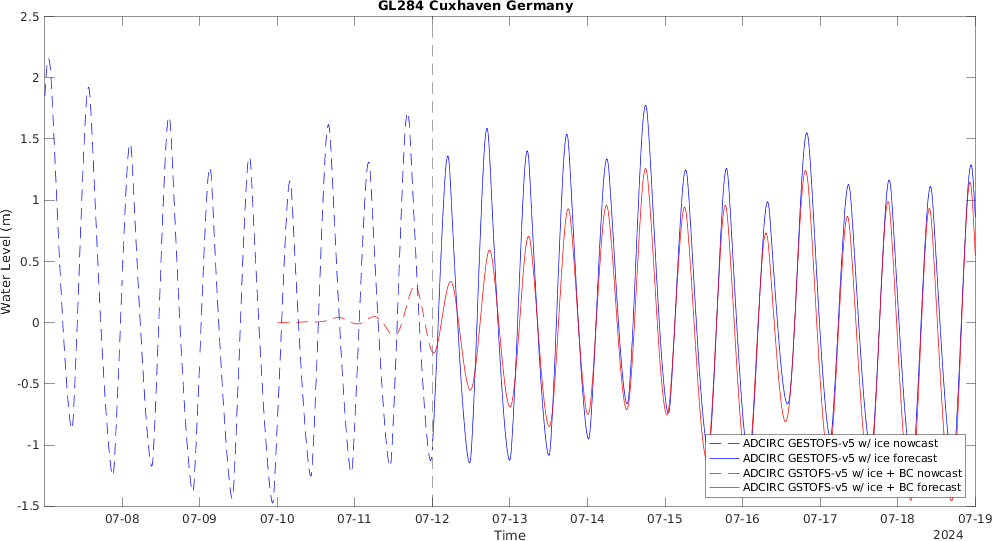 GL284 Cuxhaven Germany
Water Level (m)
2.5
2
1.5
1
0.5
0
-0.5
-1
-1.5
ADCIRC GESTOFS-v5 w/ ice nowcast
ADCIRC GESTOFS-v5 w/ ice forecast
ADCIRC GSTOFS-v5 w/ ice + BC nowcast
ADCIRC GSTOFS-v5 w/ ice + BC forecast
07-08 07-09 07-10 07-11 07-12 07-13 07-14 07-15 07-16 07-17 07-18 07-19
Time
2024